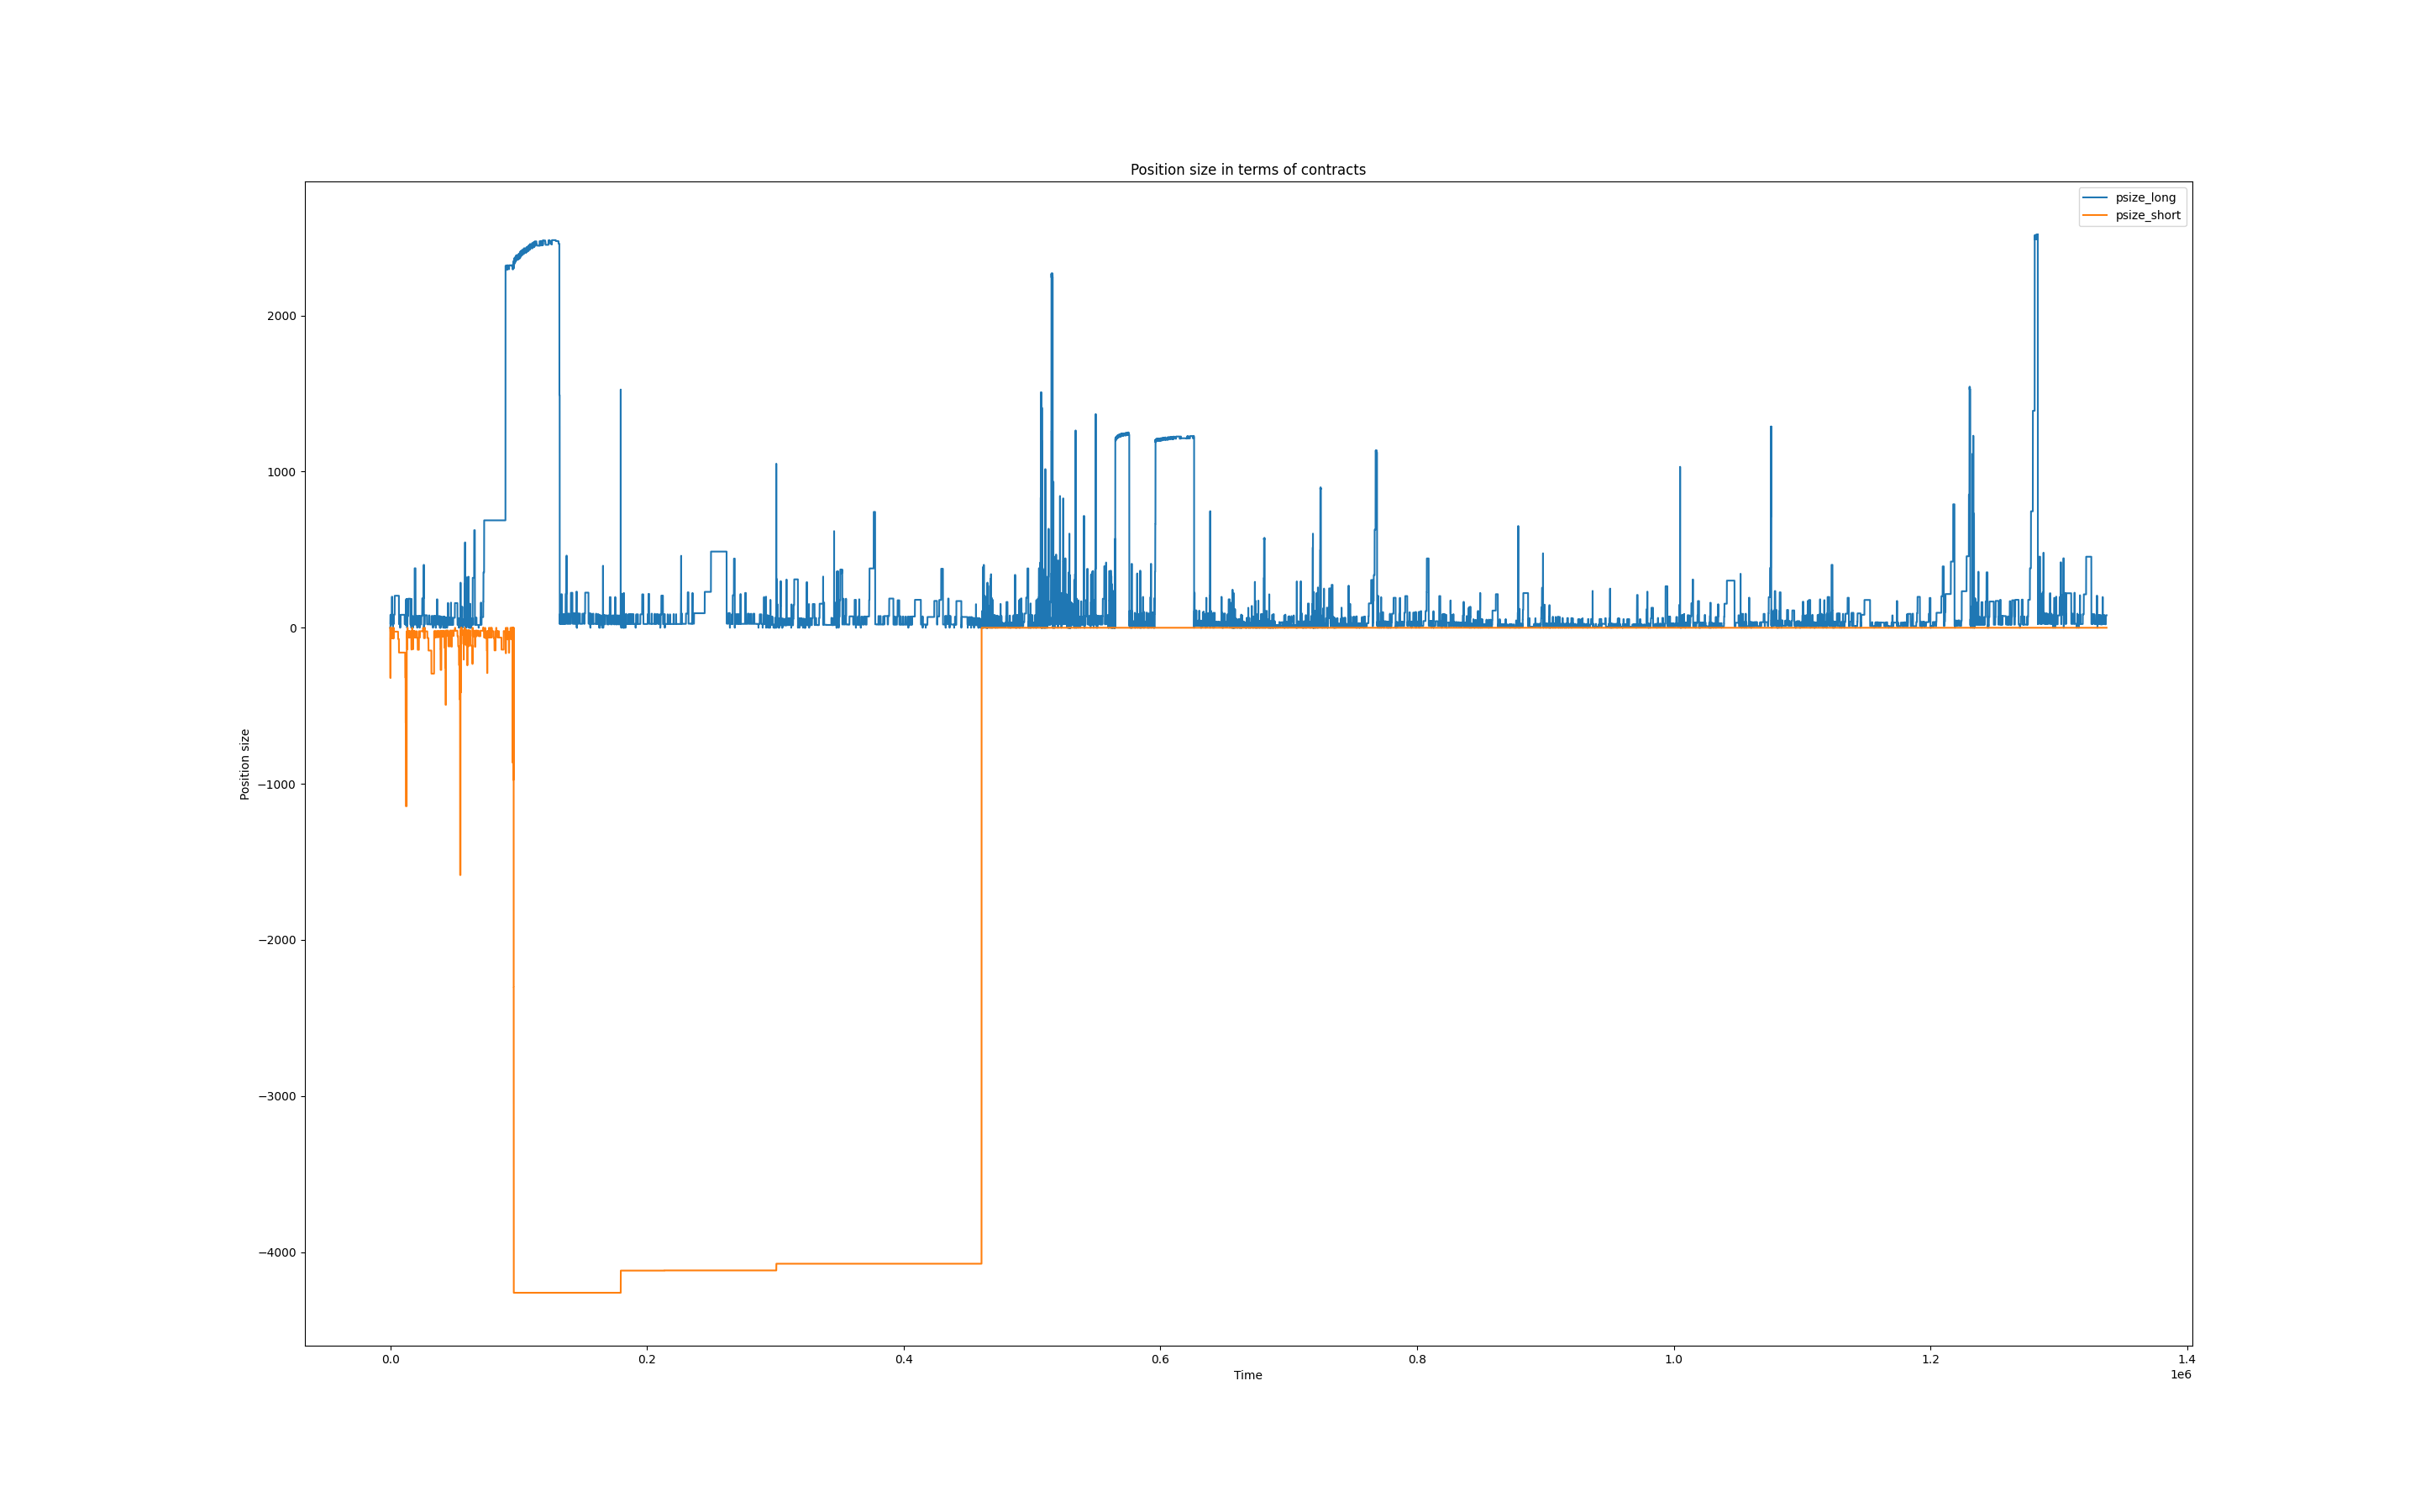 Position size in terms of contracts
psize_long
psize_short
2000
1000
0
−1000
−2000
−3000
−4000
Position size
0.0
0.2
0.4
0.6
0.8
1.0
1.2
1.4
1e6
Time